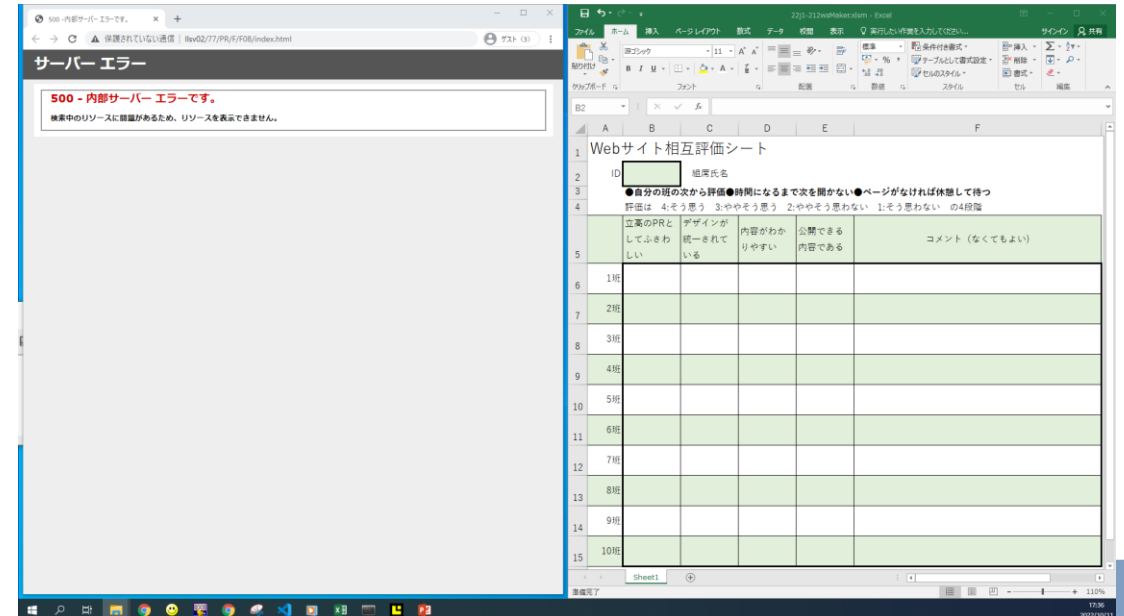 500 -内部サーバー エラーです。
保護されていない通信 | llsv02/77/PR/F/F08/index.html
ゲスト (3)
サーバー エラー
500 - 内部サーバー エラーです。
検索中のリソースに問題があるため、リソースを表示できません。
22j1-212wsMaker.xlsm - Excel
ファイル ホーム 挿入 ページ レイアウト 数式 データ 校閲 表示 実行したい作業を入力してください... サインイン 共有
貼り付け
游ゴシック 11
B I U
標準
%
条件付き書式
テーブルとして書式設定
セルのスタイル
挿入
削除
書式
クリップボード フォント 配置 数値 スタイル セル 編集
B2 fx
A B C D E F
1 Webサイト相互評価シート
2 ID 組席氏名
3 ●自分の班の次から評価●時間になるまで次を開かない●ページがなければ休憩して待つ
4 評価は 4:そう思う 3:ややそう思う 2:ややそう思わない 1:そう思わない の4段階
5 立高のPRとしてふさわしい デザインが統一されている 内容がわかりやすい 公開できる内容である コメント（なくてもよい）
6 1班
7 2班
8 3班
9 4班
10 5班
11 6班
12 7班
13 8班
14 9班
15 10班
Sheet1
準備完了
110%
17:36
2022/10/11